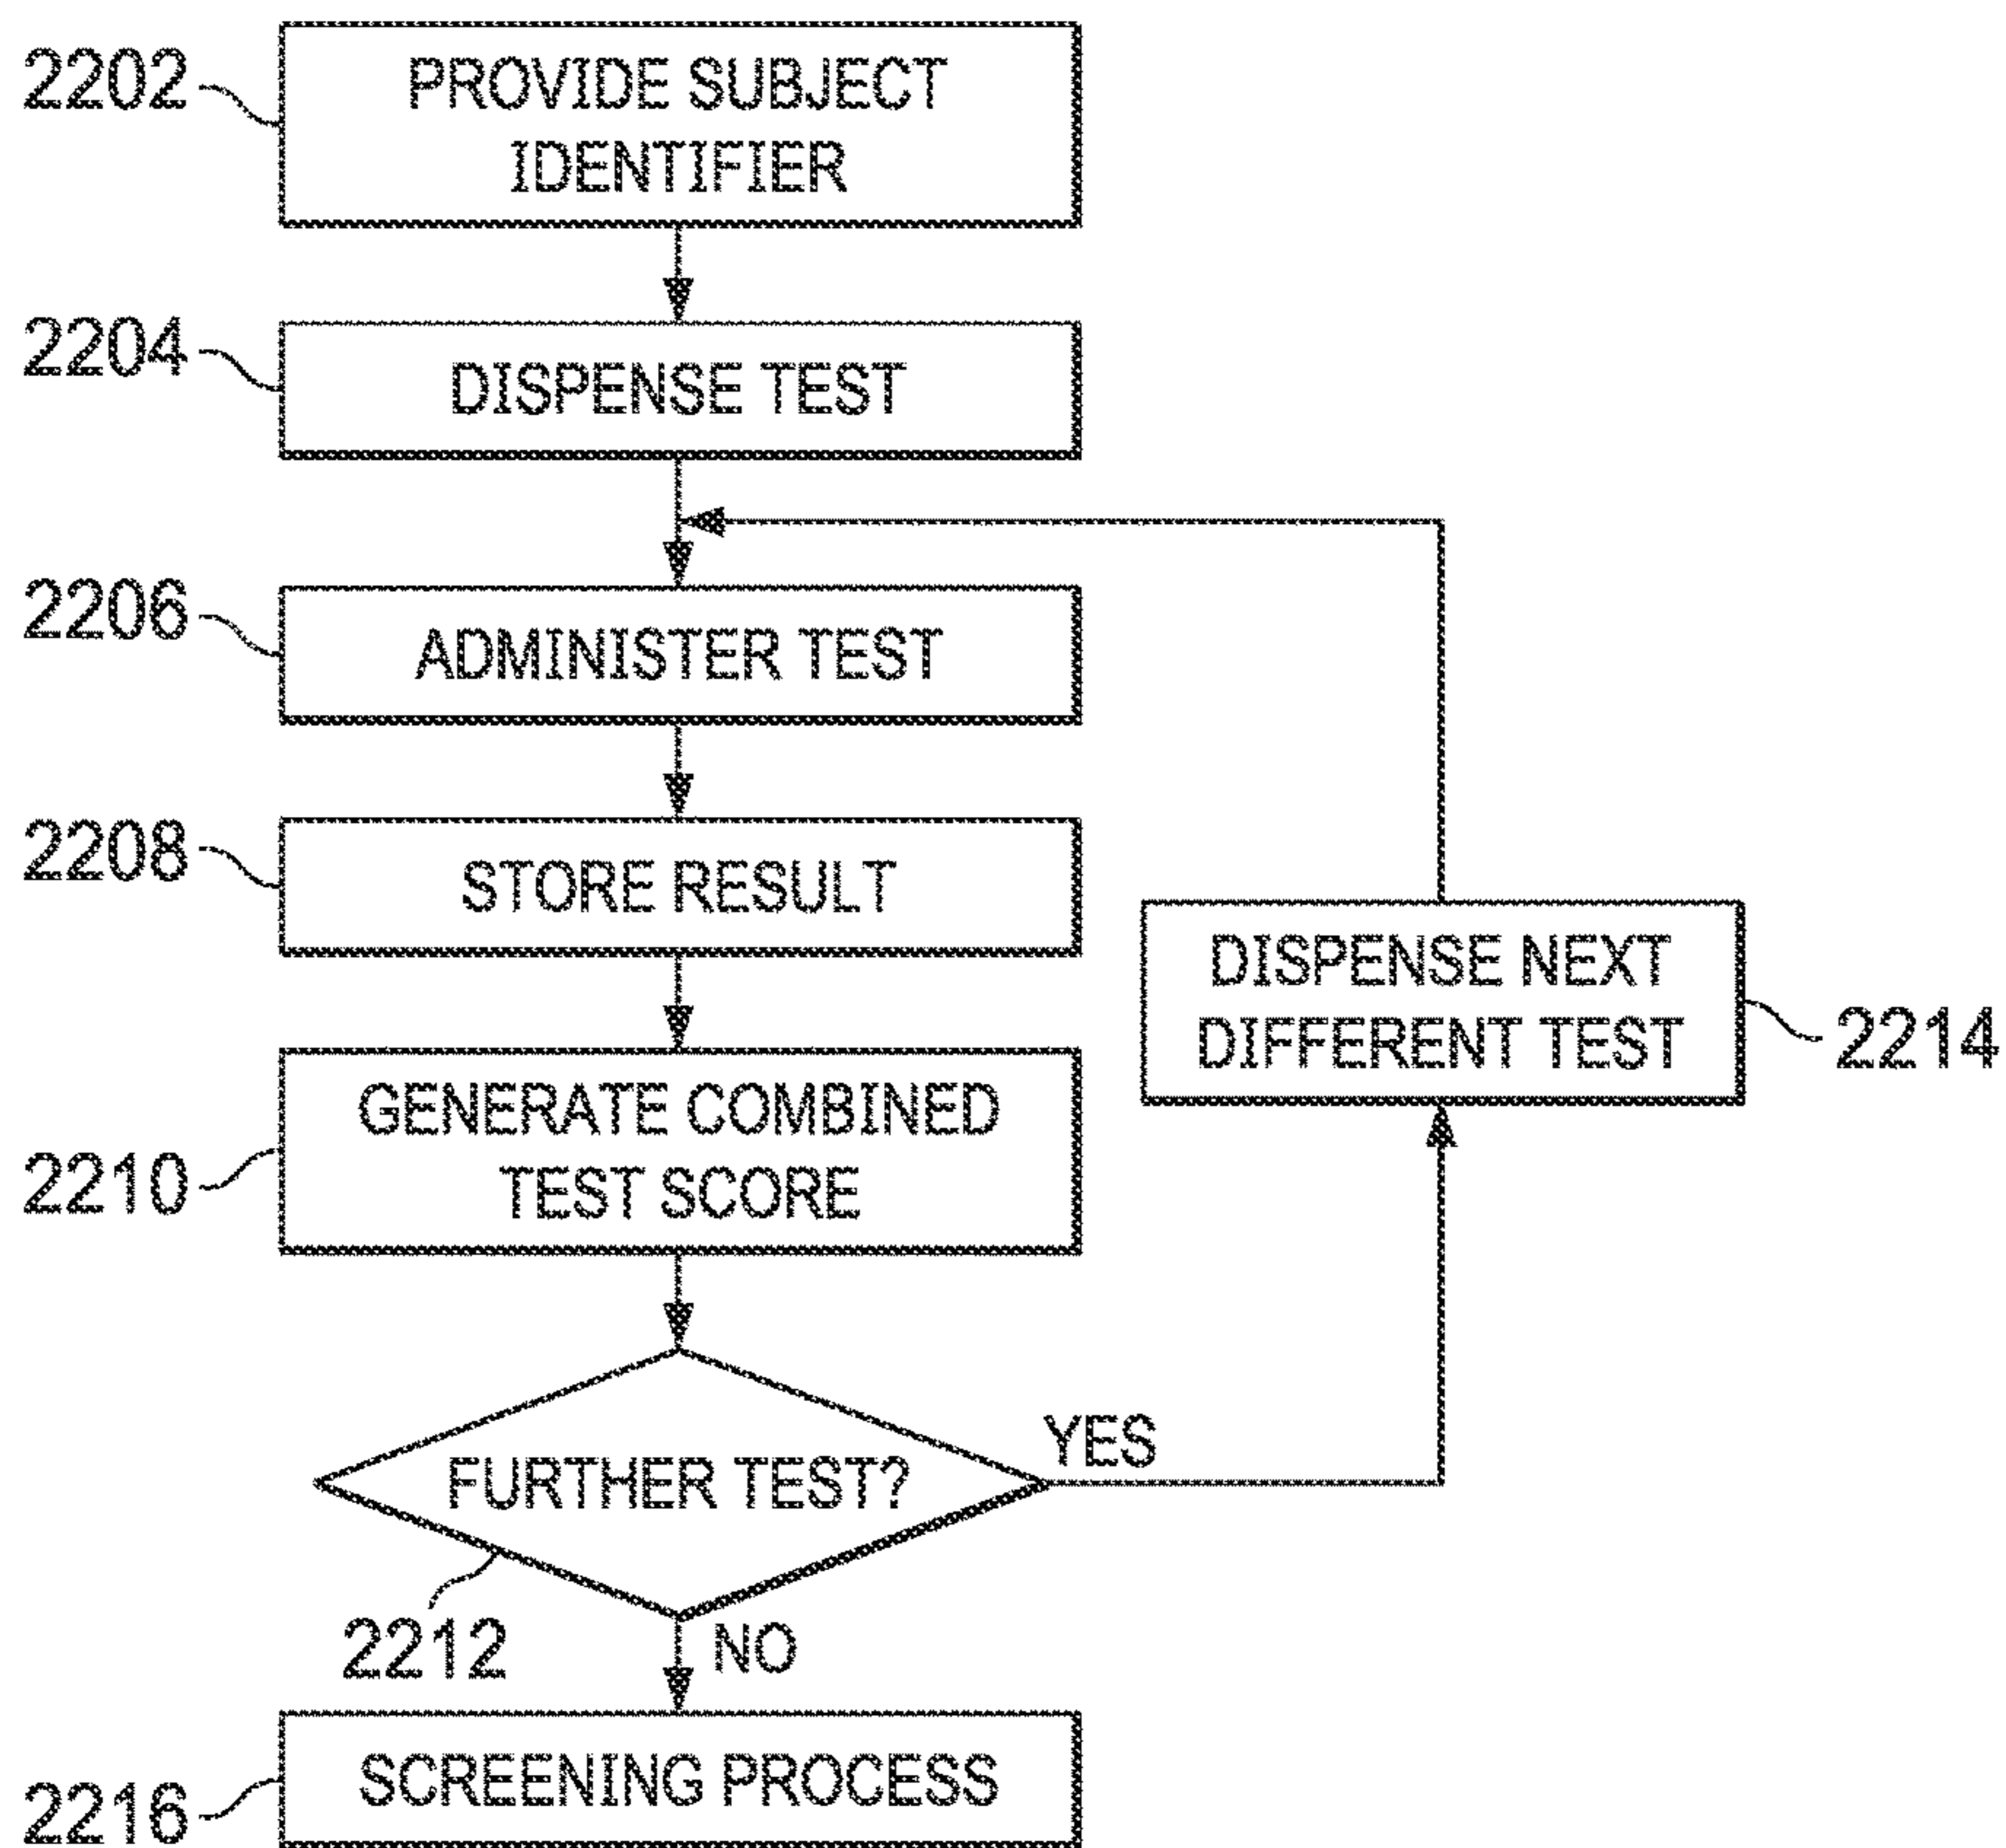 2202
PROVIDE SUBJECT
IDENTIFIER
2204
DISPENSE TEST
2206
ADMINISTER TEST
2208
STORE RESULT
DISPENSE NEXT
DIFFERENT TEST
2214
GENERATE COMBINED
TEST SCORE
2210
YES
FURTHER TEST?
2212
NO
SCREENING PROCESS
2216